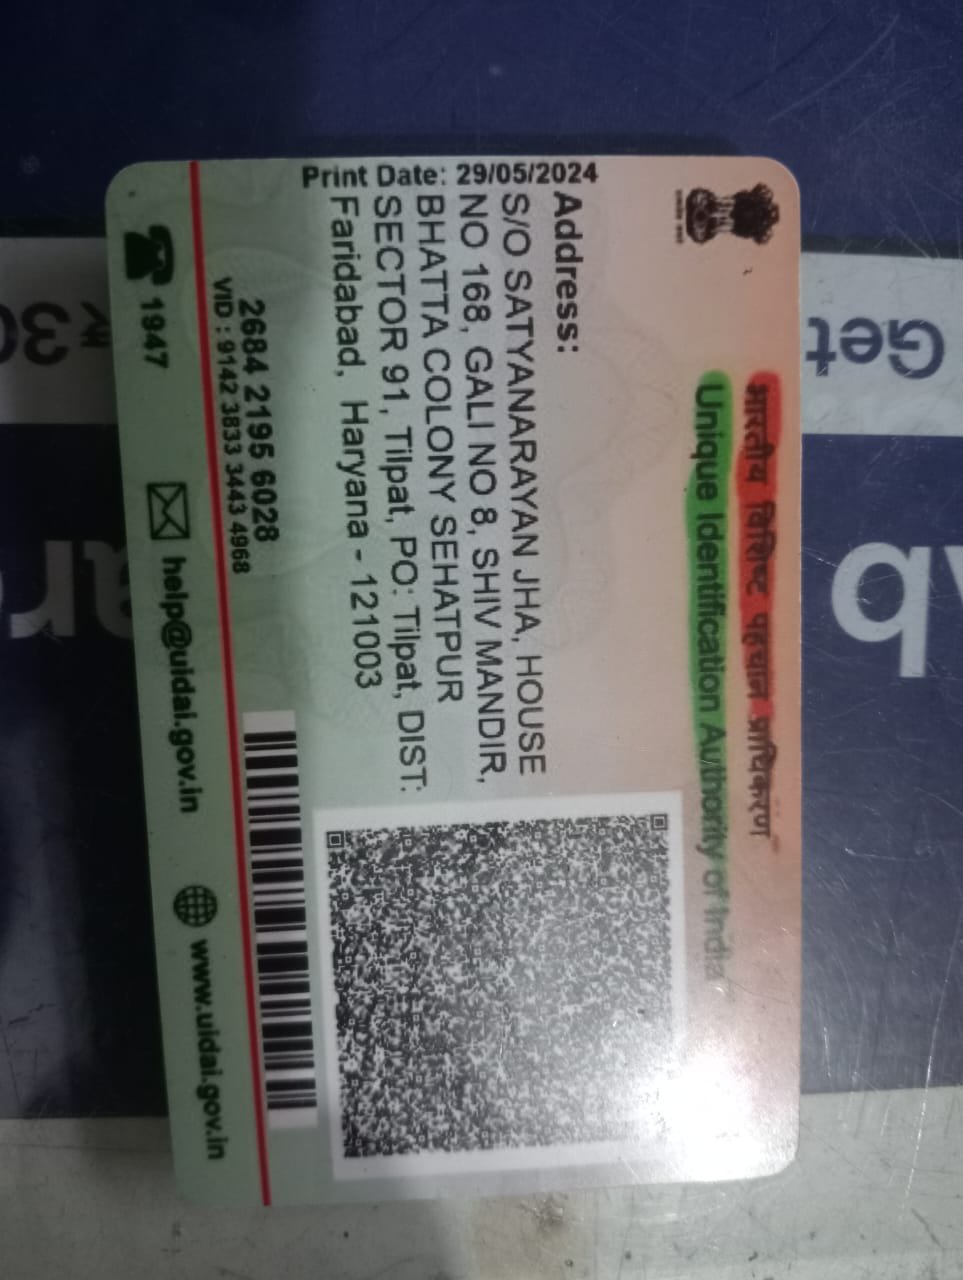 भारतीय विशिष्ट पहचान प्राधिकरण
Unique Identification Authority of India
Address:
S/O SATYANARAYAN JHA, HOUSE
NO 168, GALI NO 8, SHIV MANDIR,
BHATTA COLONY SEHATPUR
SECTOR 91, Tilpat, PO: Tilpat, DIST:
Faridabad, Haryana - 121003
Print Date: 29/05/2024
2684 2195 6028
VID : 9142 3833 3443 4968
1947
help@uidai.gov.in
www.uidai.gov.in
Get